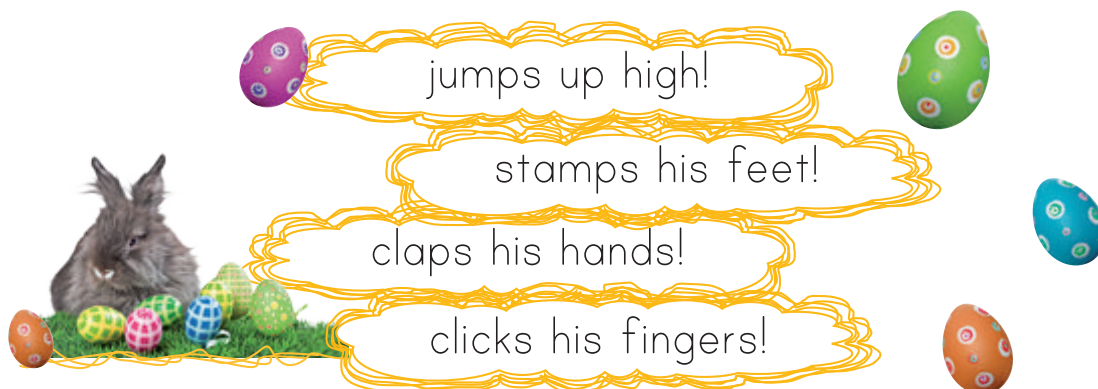 jumps up high!
stamps his feet!
claps his hands!
clicks his fingers!